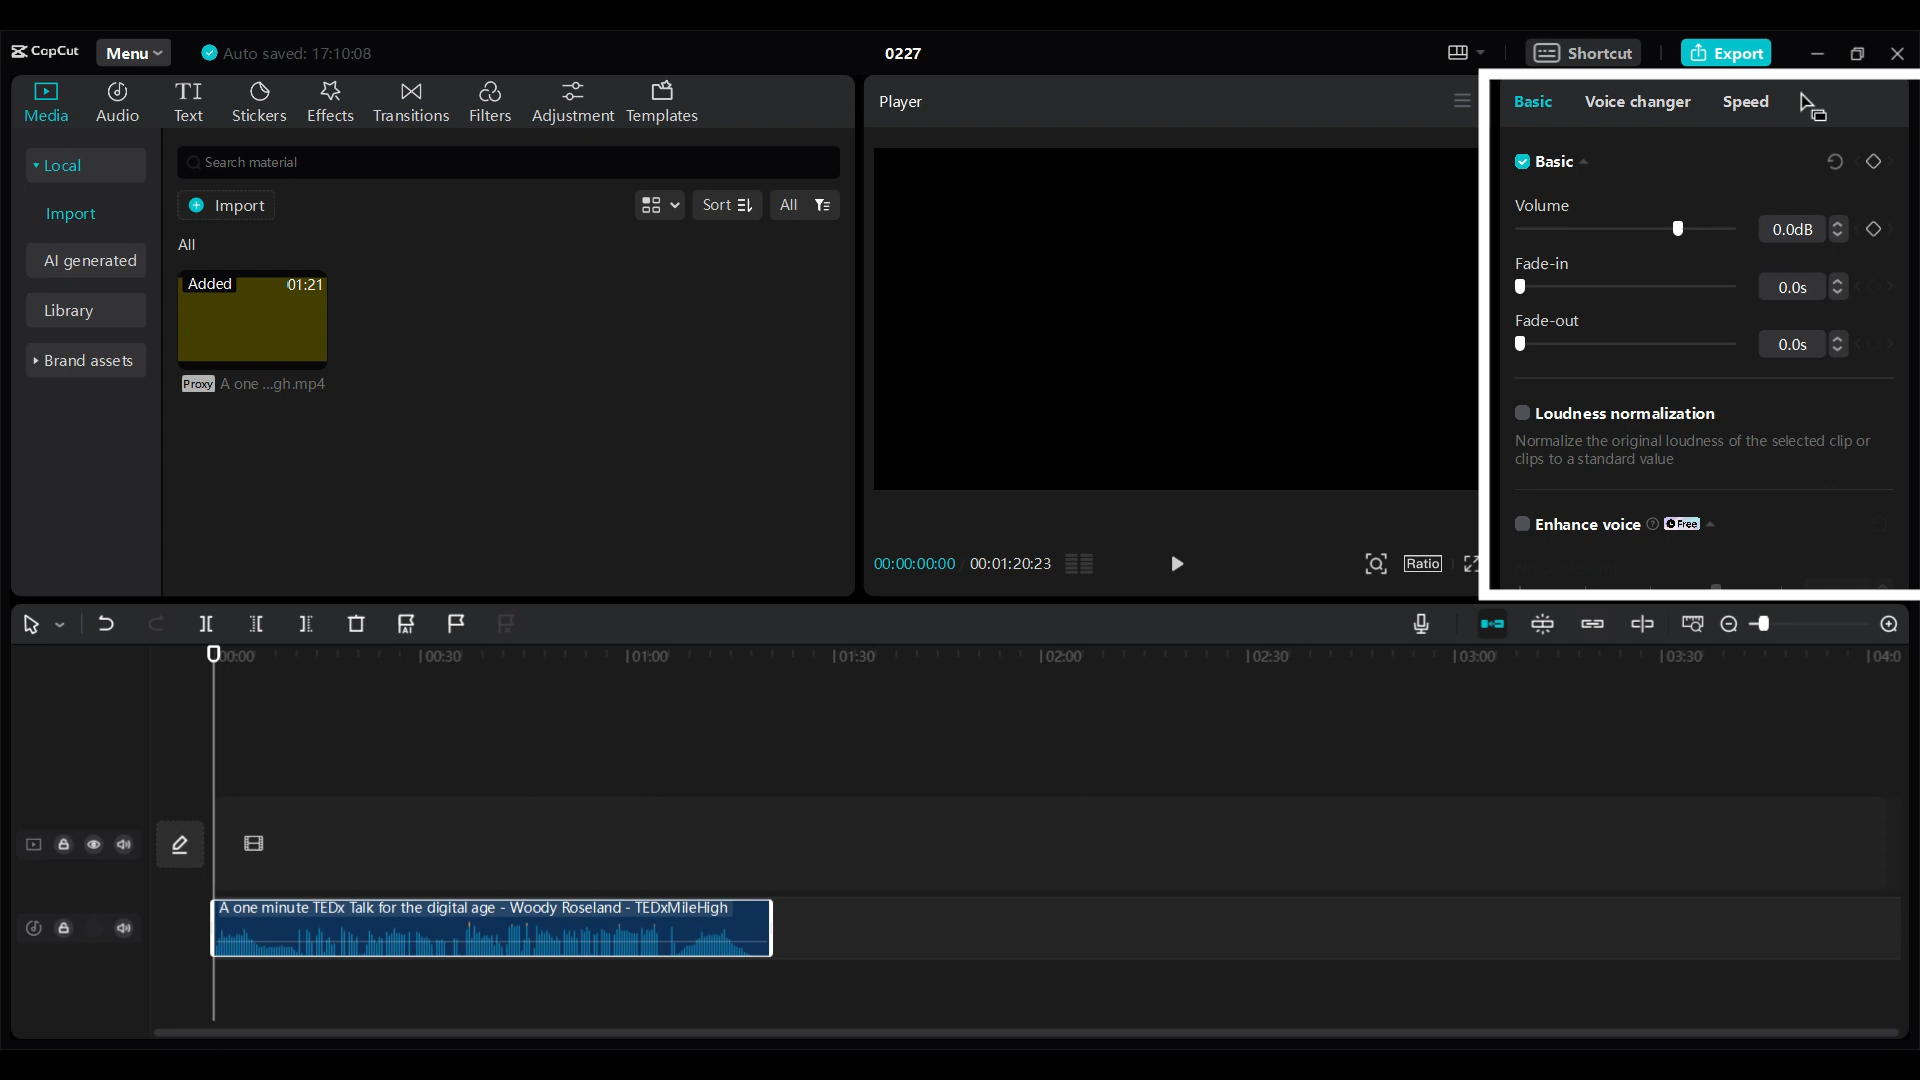 CapCut
Menu
Auto saved: 17:10:08
0227
Shortcut
Export
Media
Audio
Text
Stickers
Effects
Transitions
Filters
Adjustment
Templates
Local
Import
AI generated
Library
Brand assets
Search material
Import
Sort
All
All
Added
01:21
Proxy
A one ...gh.mp4
Player
00:00:00:00
00:01:20:23
Ratio
Basic
Voice changer
Speed
Basic
Volume
0.0dB
Fade-in
0.0s
Fade-out
0.0s
Loudness normalization
Normalize the original loudness of the selected clip or
clips to a standard value
Enhance voice
Free
00:00
00:30
01:00
01:30
02:00
02:30
03:00
03:30
04:0
A one minute TEDx Talk for the digital age - Woody Roseland - TEDxMileHigh